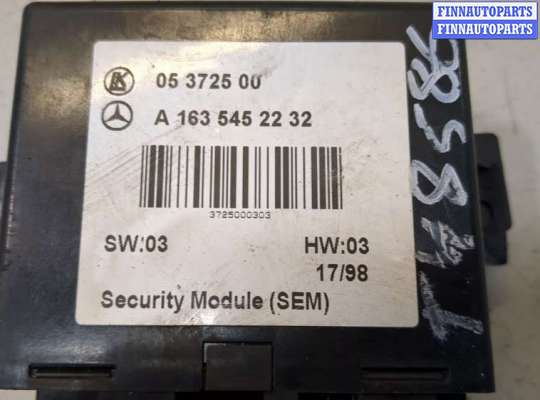 FINNAUTOPARTS
FINNAUTOPARTS
05 3725 00
A 163 545 22 32
3725000303
SW:03
HW:03
17/98
Security Module (SEM)